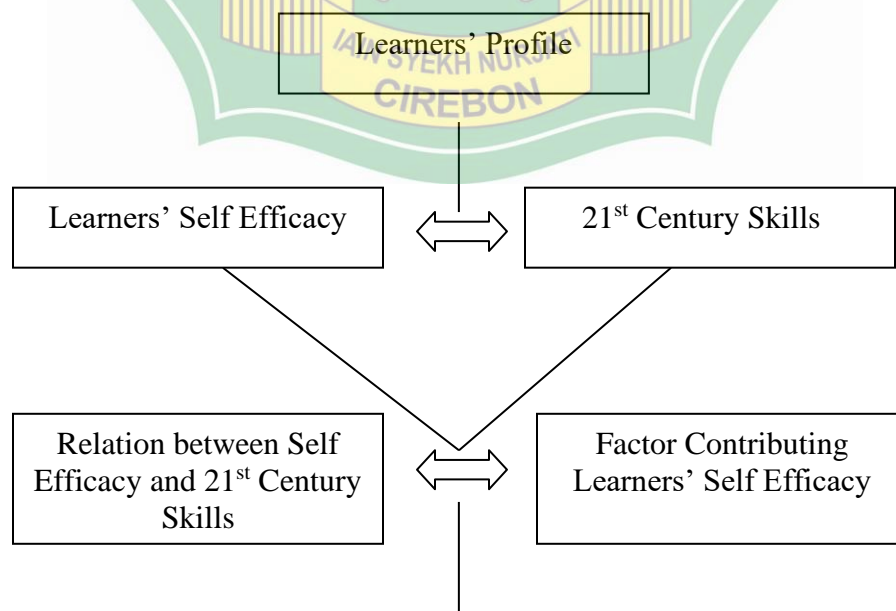 Learners’ Profile
IAIN SYEKH NURJATI
CIREBON
Learners’ Self Efficacy
21st Century Skills
Relation between Self
Efficacy and 21st Century
Skills
Factor Contributing
Learners’ Self Efficacy